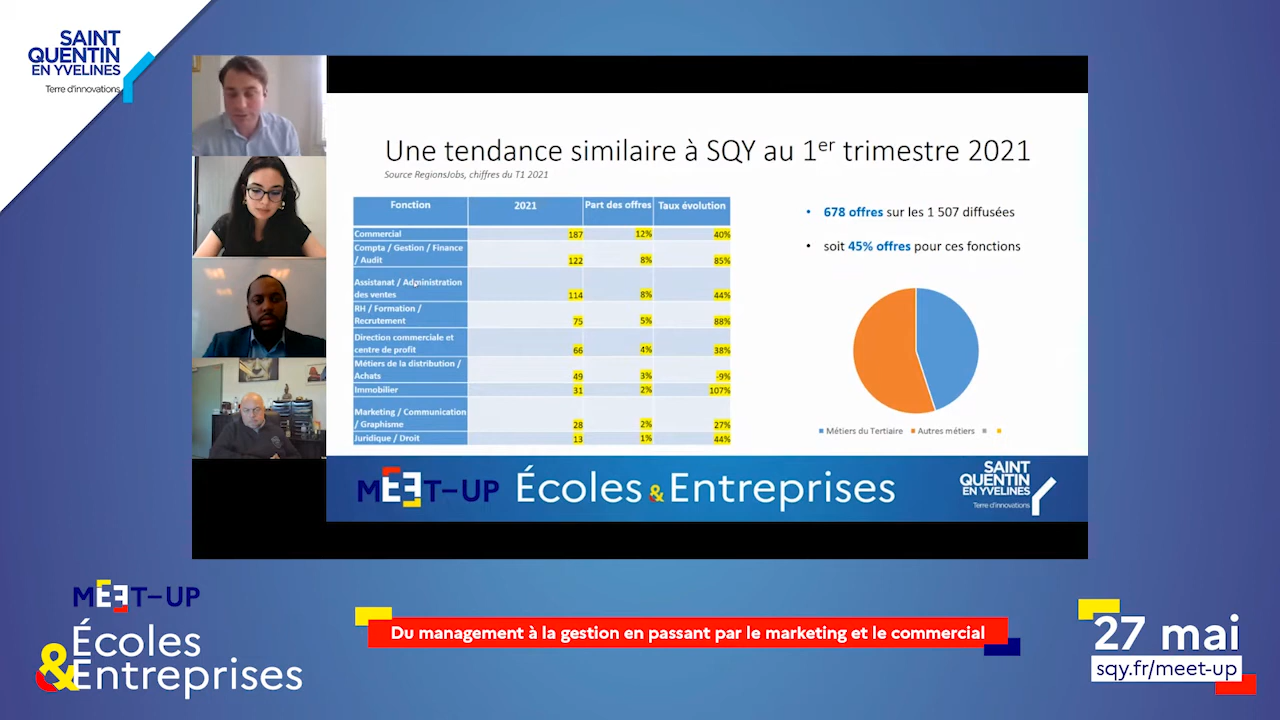 SAINT
QUENTIN
EN YVELINES
Terre d'innovations
Une tendance similaire à SQY au 1er trimestre 2021
Source RegionsJobs, chiffres du T1 2021
Fonction 2021 Part des offres Taux évolution
Commercial 187 12% 40%
Compta / Gestion / Finance
/ Audit 122 8% 85%
Assistanat / Administration
des ventes 114 8% 44%
RH / Formation /
Recrutement 75 5% 88%
Direction commerciale et
centre de profit 66 4% 38%
Métiers de la distribution /
Achats 49 3% -9%
Immobilier 31 2% 107%
Marketing / Communication
/ Graphisme 28 2% 27%
Juridique / Droit 13 1% 44%
• 678 offres sur les 1 507 diffusées
• soit 45% offres pour ces fonctions
Métiers du Tertiaire Autres métiers
MEET-UP Écoles & Entreprises
SAINT
QUENTIN
EN YVELINES
Terre d'innovations
MEET-UP
Écoles
& Entreprises
Du management à la gestion en passant par le marketing et le commercial
27 mai
sqy.fr/meet-up